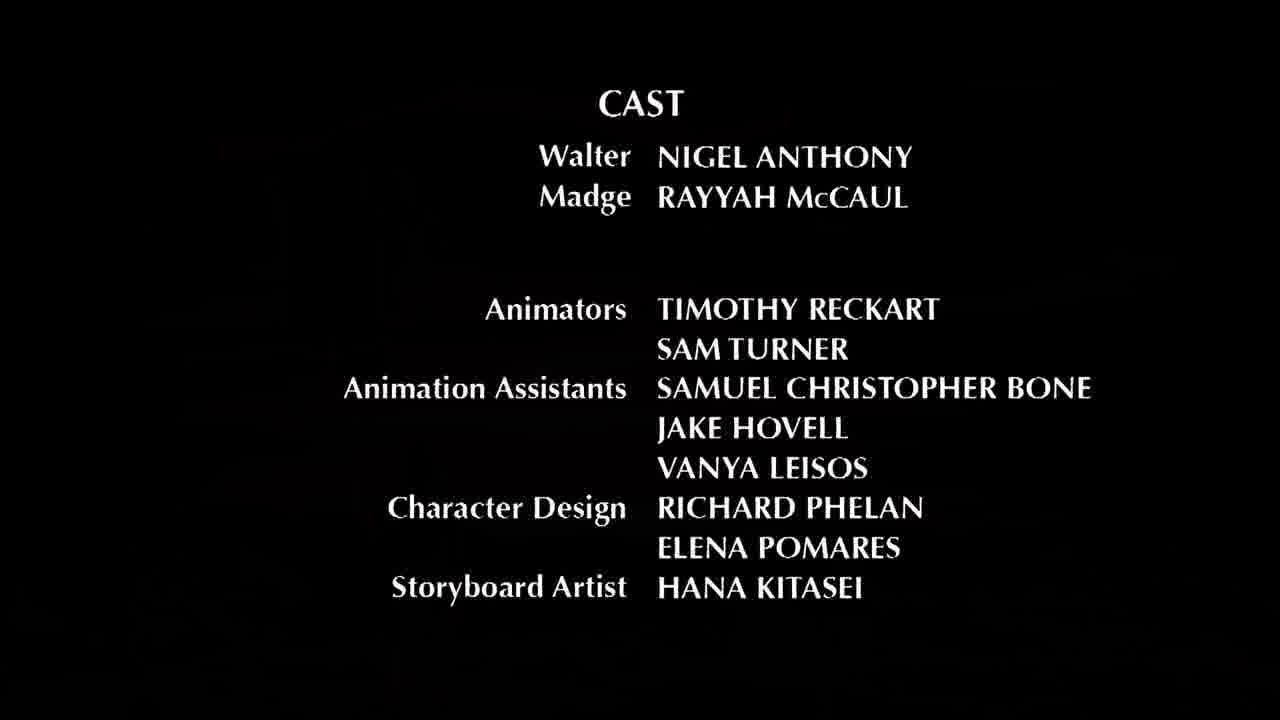 CAST
Walter NIGEL ANTHONY
Madge RAYYAH McCAUL
Animators TIMOTHY RECKART
SAM TURNER
Animation Assistants SAMUEL CHRISTOPHER BONE
JAKE HOVELL
VANYA LEISOS
Character Design RICHARD PHELAN
ELENA POMARES
Storyboard Artist HANA KITASEI